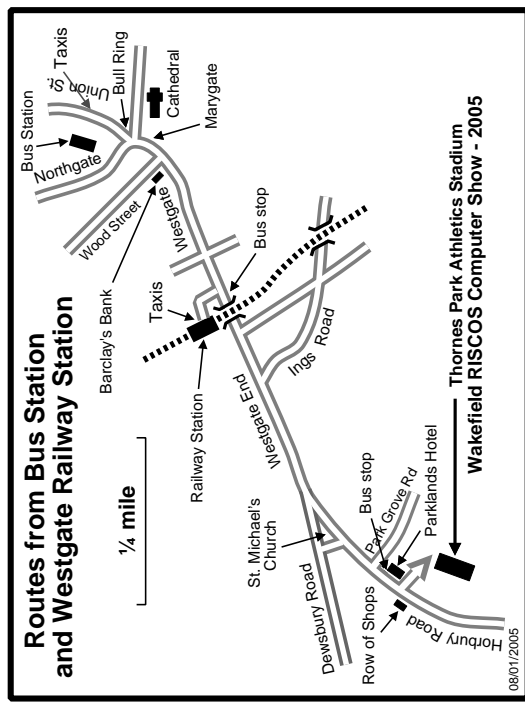 Routes from Bus Station
and Westgate Railway Station
¼ mile
Bus Station
Taxis
Union St.
Bull Ring
Northgate
Cathedral
Marygate
Wood Street
Westgate
Barclay's Bank
Taxis
Bus stop
Railway Station
Ings Road
Westgate End
St. Michael's
Church
Dewsbury Road
Bus stop
Park Grove Rd
Parklands Hotel
Row of Shops
Horbury Road
Thornes Park Athletics Stadium
Wakefield RISCOS Computer Show - 2005
08/01/2005